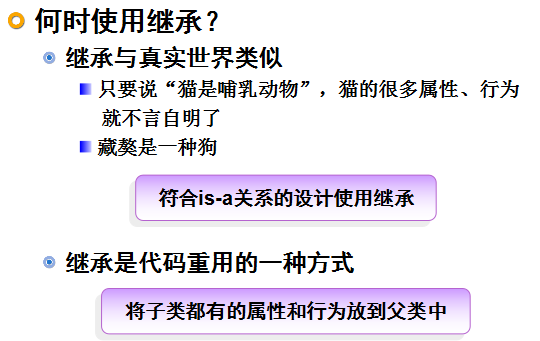 何时使用继承？
继承与真实世界类似
只要说“猫是哺乳动物”，猫的很多属性、行为
就不言自明了
藏獒是一种狗
符合is-a关系的设计使用继承
继承是代码重用的一种方式
将子类都有的属性和行为放到父类中